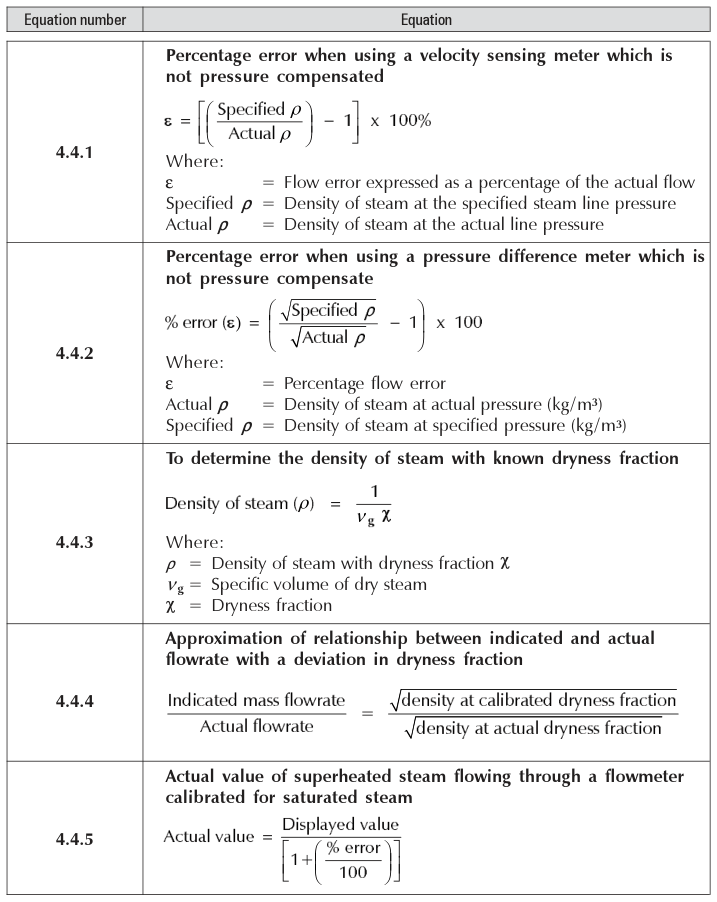 Equation number Equation
4.4.1
Percentage error when using a velocity sensing meter which is
not pressure compensated
ε = [(Specified ρ / Actual ρ) − 1] x 100%
Where:
ε = Flow error expressed as a percentage of the actual flow
Specified ρ = Density of steam at the specified steam line pressure
Actual ρ = Density of steam at the actual line pressure
4.4.2
Percentage error when using a pressure difference meter which is
not pressure compensate
% error (ε) = (√Specified ρ / √Actual ρ − 1) x 100
Where:
ε = Percentage flow error
Actual ρ = Density of steam at actual pressure (kg/m³)
Specified ρ = Density of steam at specified pressure (kg/m³)
4.4.3
To determine the density of steam with known dryness fraction
Density of steam (ρ) = 1 / νg χ
Where:
ρ = Density of steam with dryness fraction χ
νg = Specific volume of dry steam
χ = Dryness fraction
4.4.4
Approximation of relationship between indicated and actual
flowrate with a deviation in dryness fraction
Indicated mass flowrate / Actual flowrate = √density at calibrated dryness fraction / √density at actual dryness fraction
4.4.5
Actual value of superheated steam flowing through a flowmeter
calibrated for saturated steam
Actual value = Displayed value / [1+(% error / 100)]